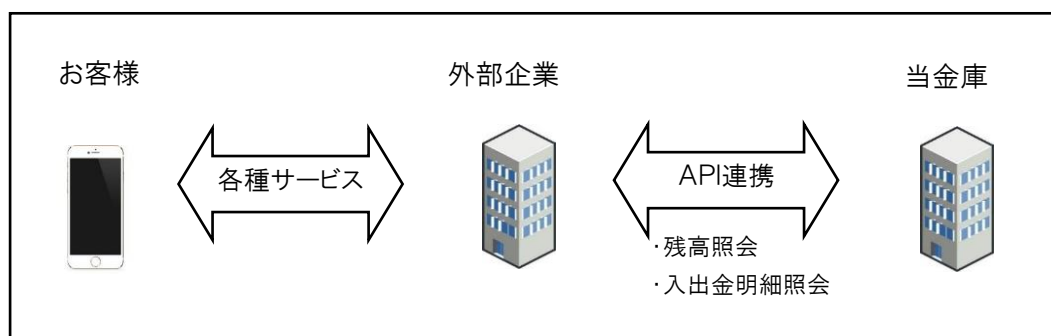 お客様
外部企業
当金庫
各種サービス
API連携
・残高照会
・入出金明細照会